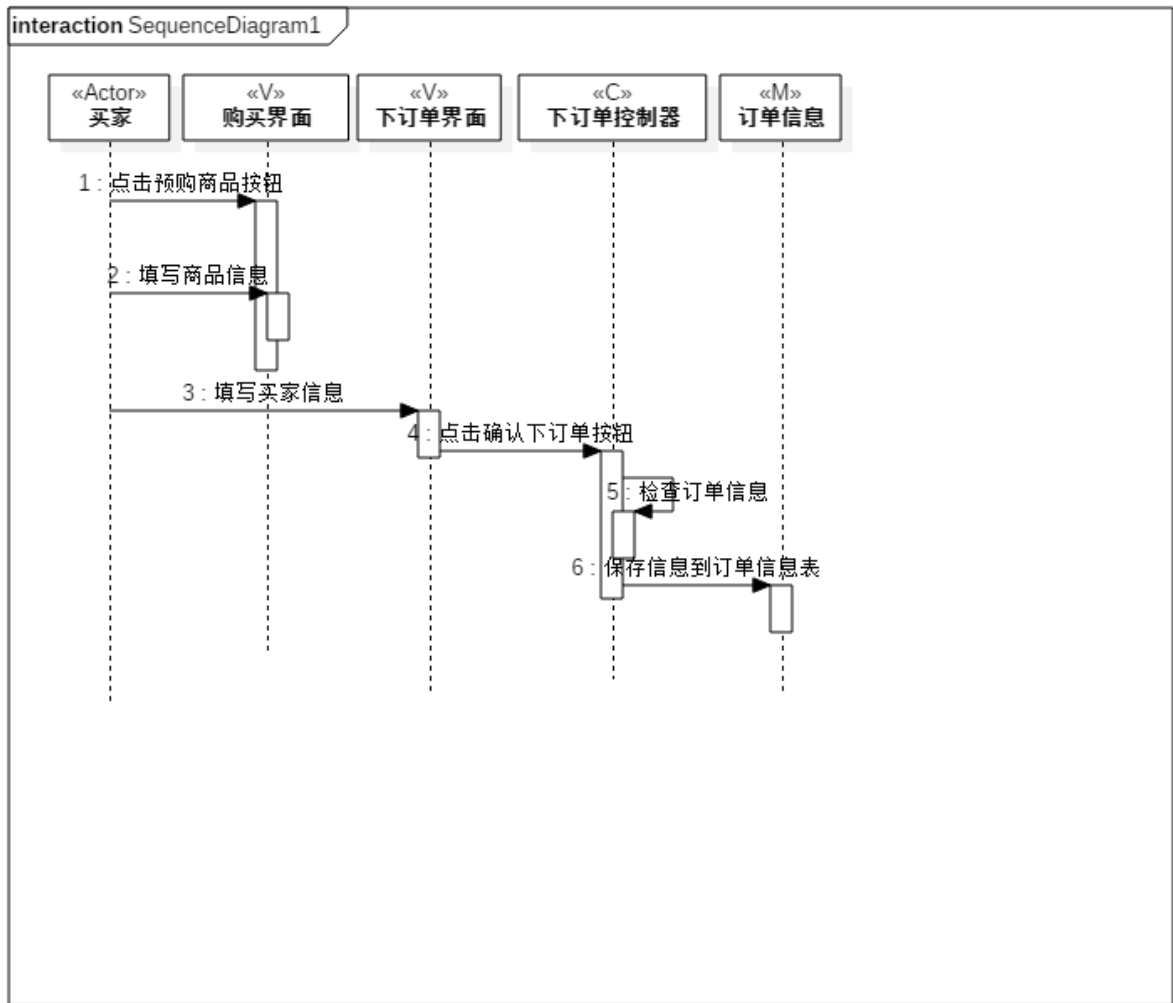 interaction SequenceDiagram1
«Actor»
买家
«V»
购买界面
«V»
下订单界面
«C»
下订单控制器
«M»
订单信息
1 : 点击预购商品按钮
2 : 填写商品信息
3 : 填写买家信息
4 : 点击确认下订单按钮
5 : 检查订单信息
6 : 保存信息到订单信息表